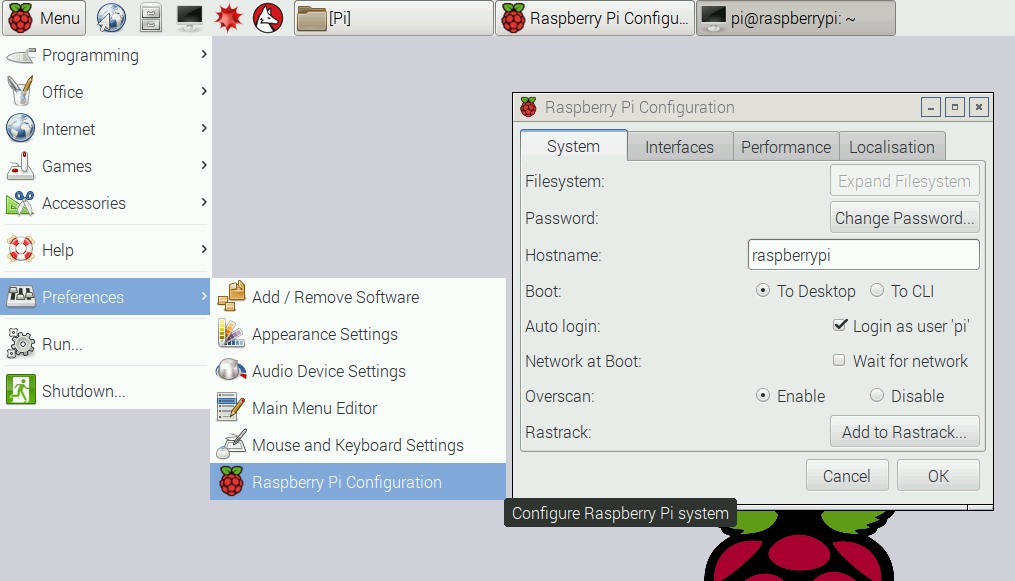 Menu
[Pi]
Raspberry Pi Configu...
pi@raspberrypi: ~
Programming
Office
Internet
Games
Accessories
Help
Preferences
Run...
Shutdown...
Add / Remove Software
Appearance Settings
Audio Device Settings
Main Menu Editor
Mouse and Keyboard Settings
Raspberry Pi Configuration
Configure Raspberry Pi system
Raspberry Pi Configuration
System Interfaces Performance Localisation
Filesystem: Expand Filesystem
Password: Change Password...
Hostname: raspberrypi
Boot: To Desktop To CLI
Auto login: Login as user 'pi'
Network at Boot: Wait for network
Overscan: Enable Disable
Rastrack: Add to Rastrack...
Cancel OK